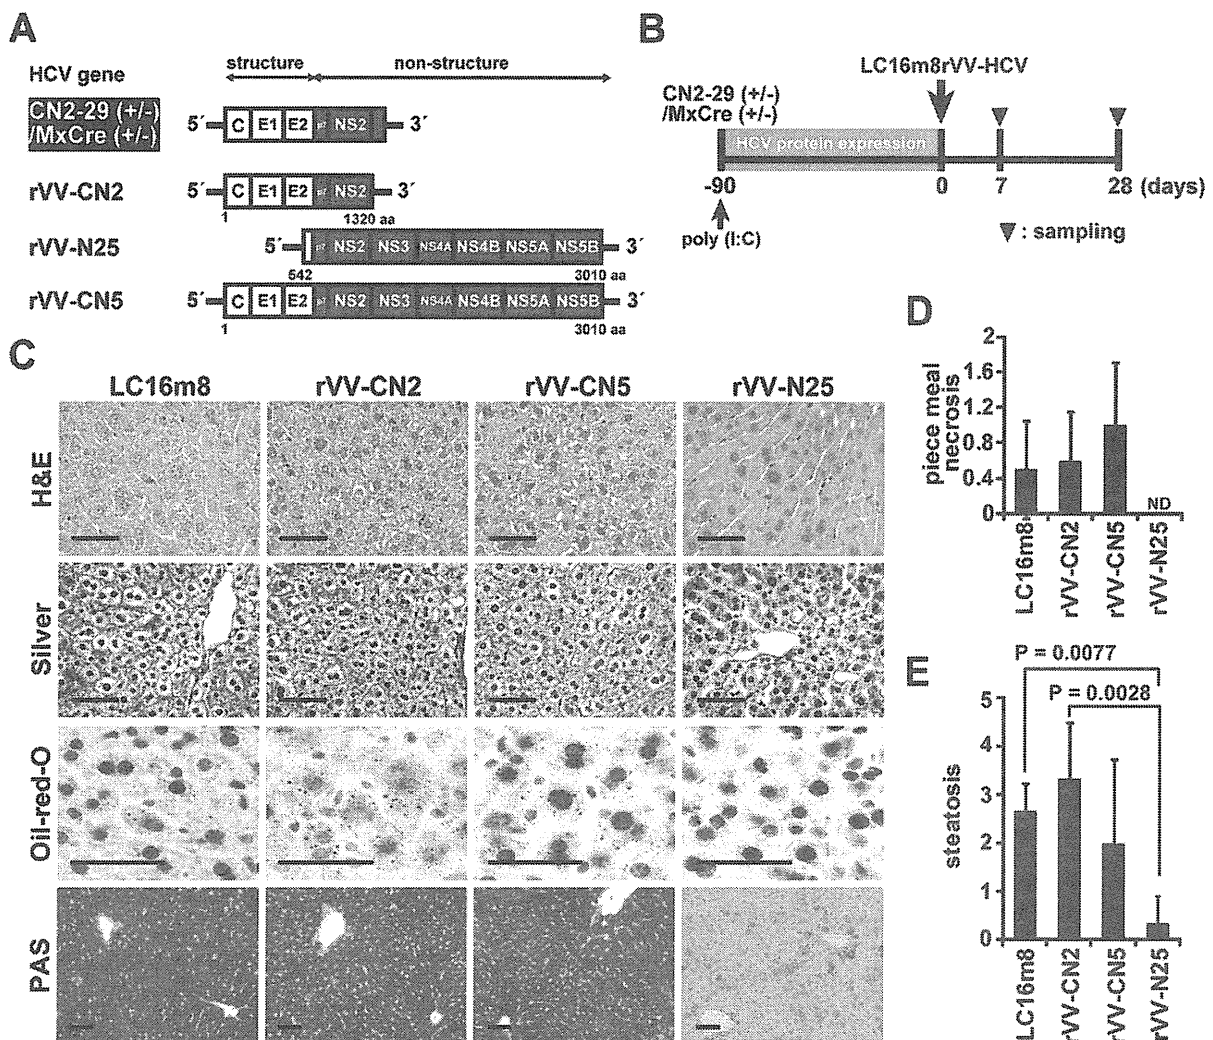 A
HCV gene
structure
non-structure
CN2-29 (+/-)
/MxCre (+/-)
5´ C E1 E2 p7 NS2 3´
rVV-CN2
5´ C E1 E2 p7 NS2 3´
1 1320 aa
rVV-N25
5´ p7 NS2 NS3 NS4A NS4B NS5A NS5B 3´
642 3010 aa
rVV-CN5
5´ C E1 E2 p7 NS2 NS3 NS4A NS4B NS5A NS5B 3´
1 3010 aa
B
LC16m8rVV-HCV
CN2-29 (+/-)
/MxCre (+/-)
HCV protein expression
-90 0 7 28 (days)
poly (I:C)
: sampling
C
LC16m8 rVV-CN2 rVV-CN5 rVV-N25
H&E
Silver
Oil-red-O
PAS
D
piece meal
necrosis
2
1.6
1.2
0.8
0.4
0
ND
LC16m8
rVV-CN2
rVV-CN5
rVV-N25
E
P = 0.0077
P = 0.0028
steatosis
5
4
3
2
1
0
LC16m8
rVV-CN2
rVV-CN5
rVV-N25